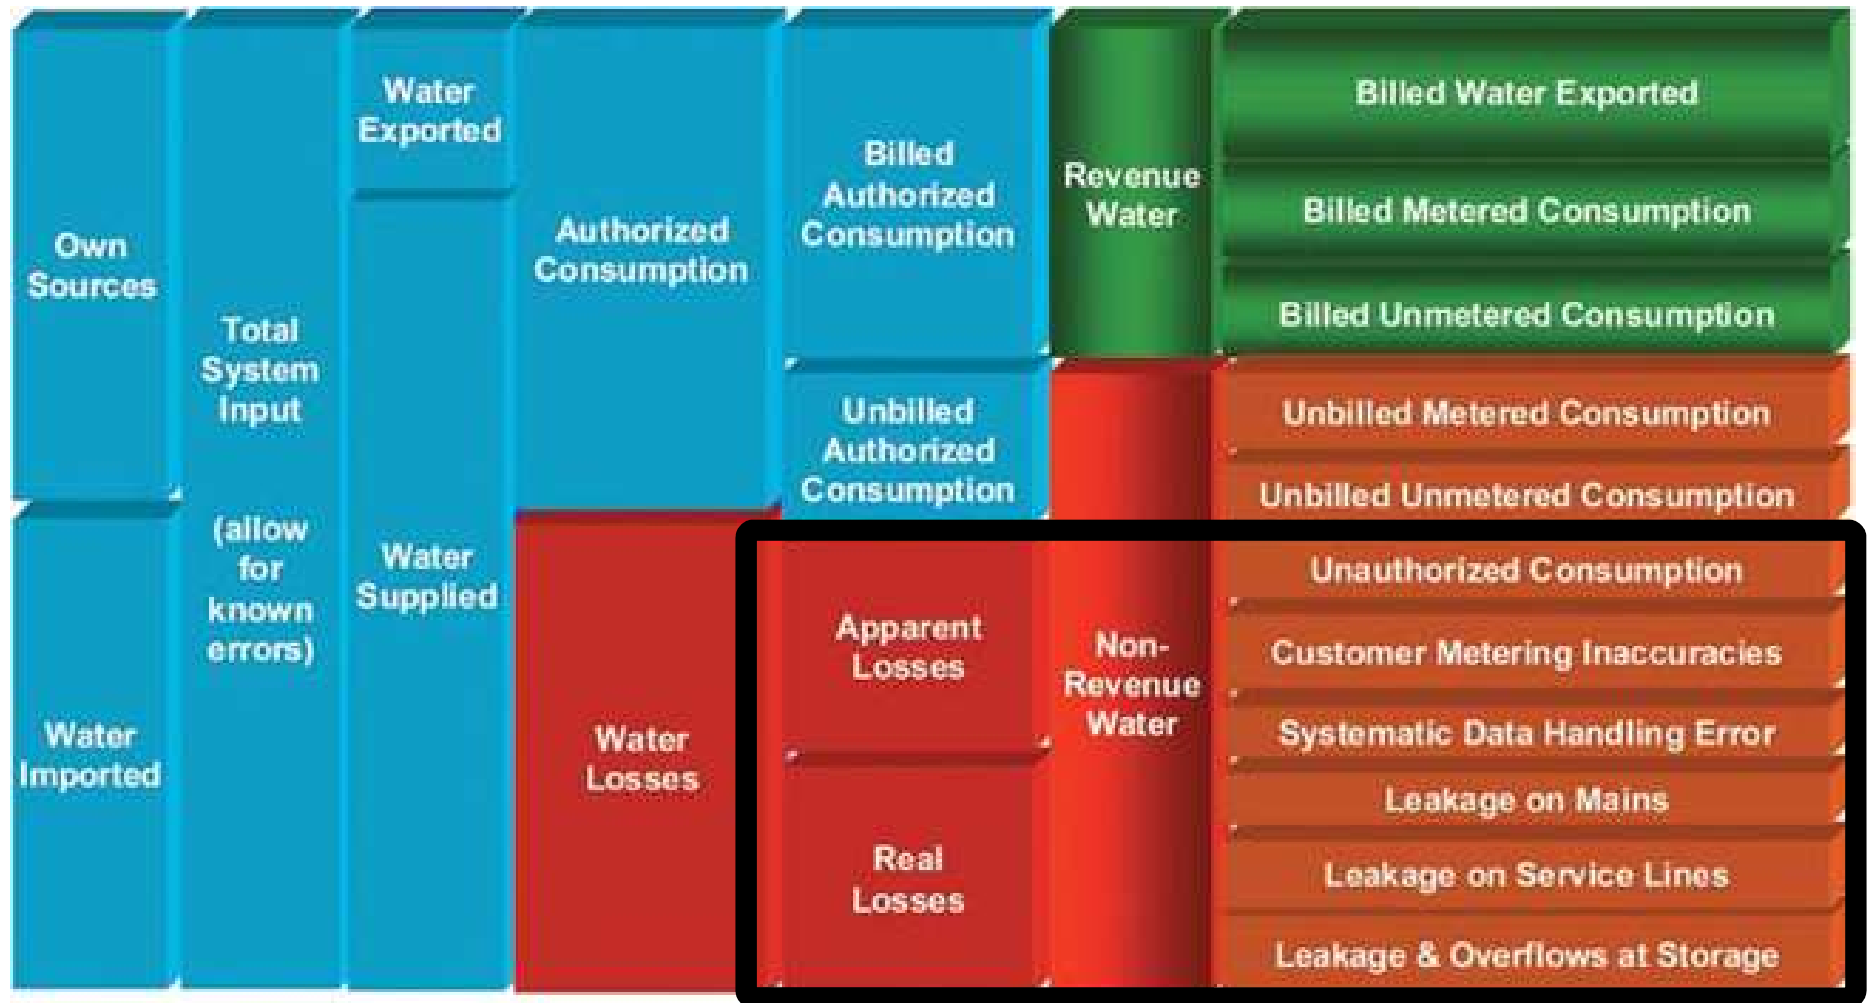 Own
Sources
Water
Imported
Total
System
Input
(allow
for
known
errors)
Water
Exported
Water
Supplied
Authorized
Consumption
Water
Losses
Billed
Authorized
Consumption
Unbilled
Authorized
Consumption
Apparent
Losses
Real
Losses
Revenue
Water
Non-
Revenue
Water
Billed Water Exported
Billed Metered Consumption
Billed Unmetered Consumption
Unbilled Metered Consumption
Unbilled Unmetered Consumption
Unauthorized Consumption
Customer Metering Inaccuracies
Systematic Data Handling Error
Leakage on Mains
Leakage on Service Lines
Leakage & Overflows at Storage